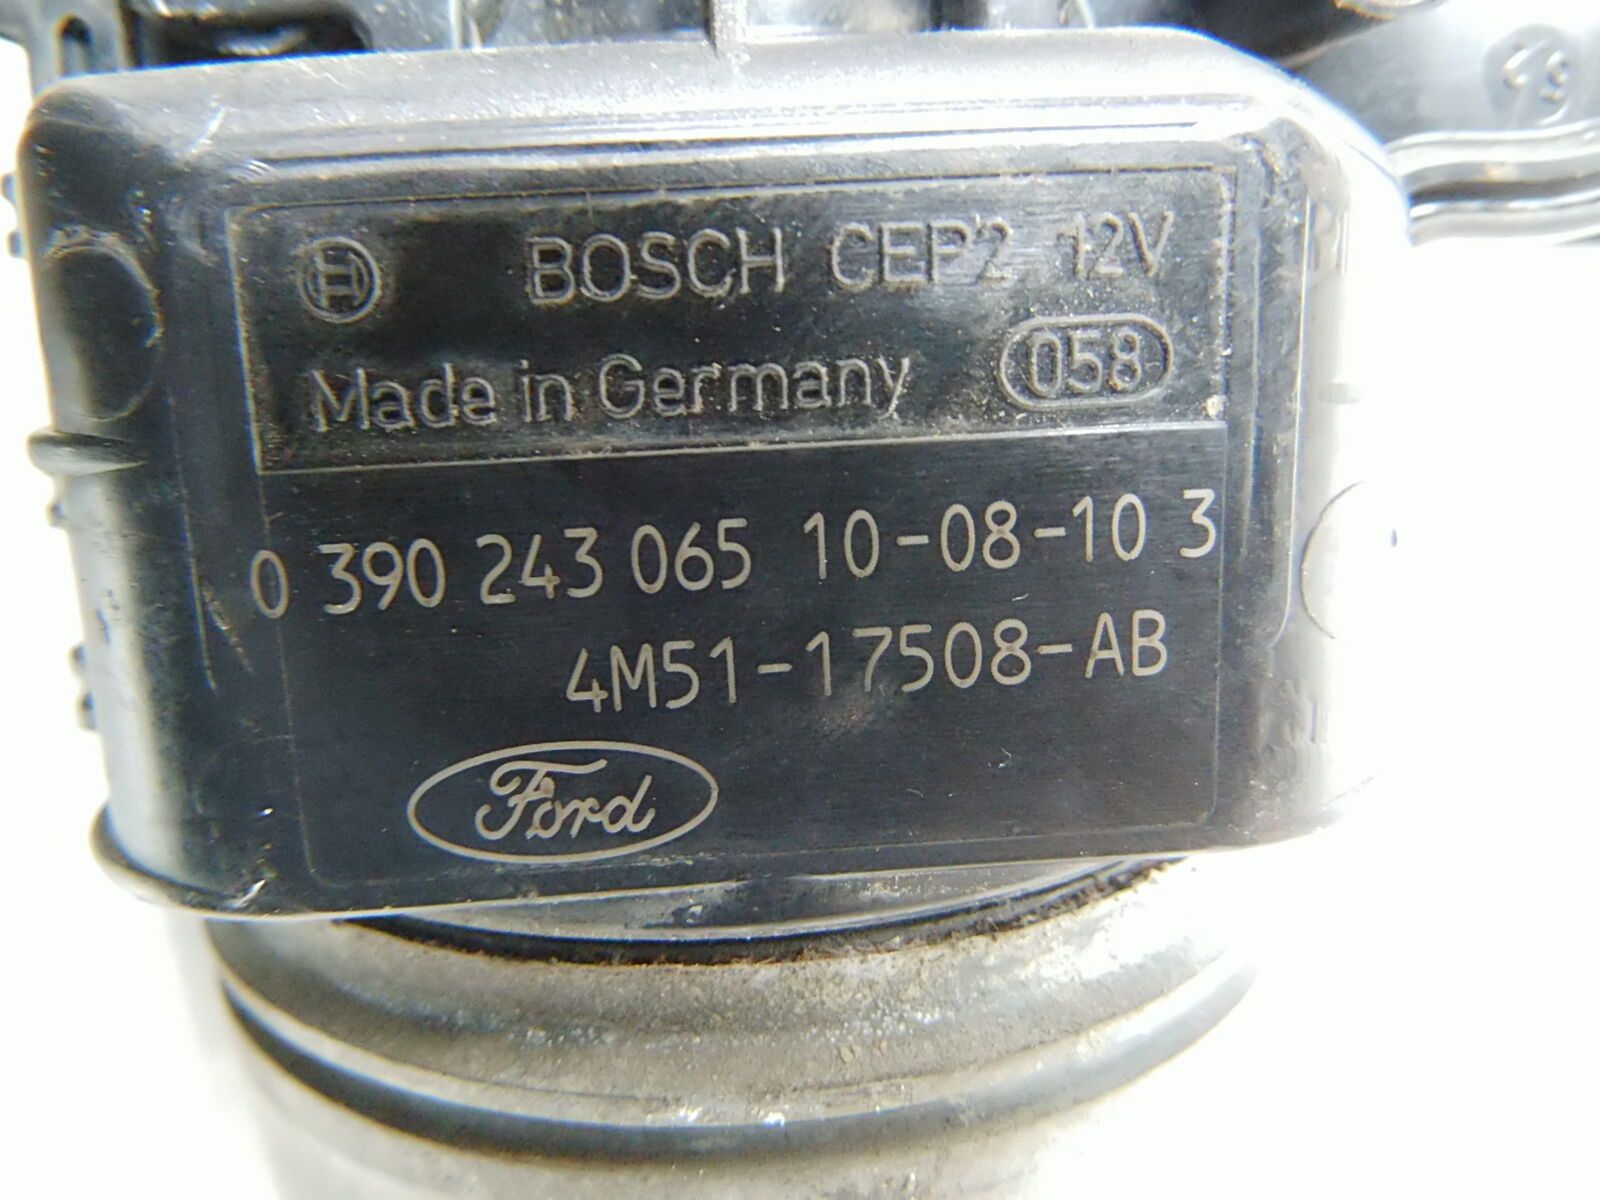 BOSCH CEP2 12V
Made in Germany 058
0 390 243 065 10-08-10 3
4M51-17508-AB
Ford